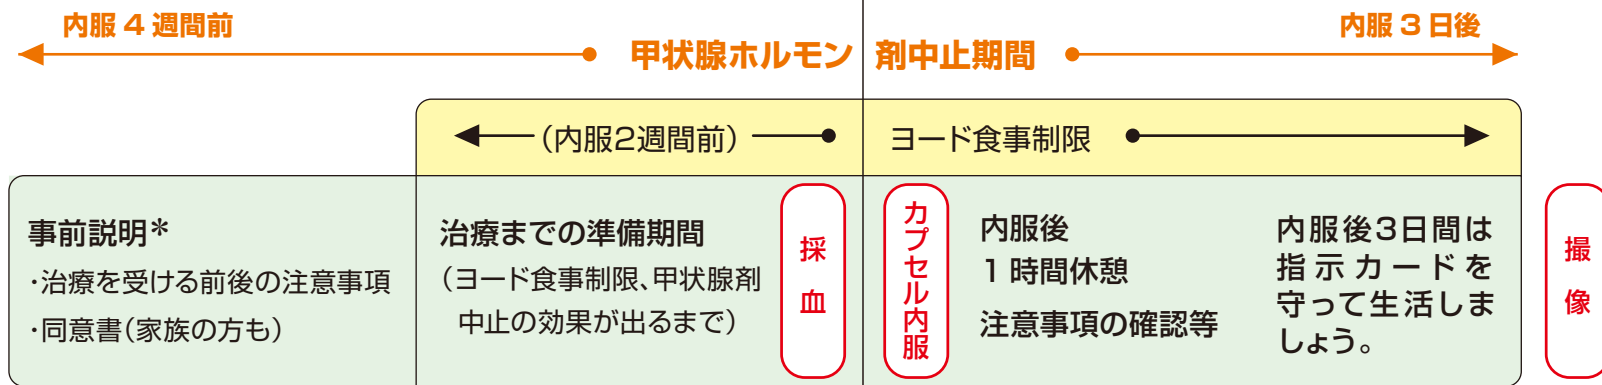 内服 4 週間前
内服 3 日後
甲状腺ホルモン 剤中止期間
(内服2週間前)
ヨード食事制限
事前説明*
・治療を受ける前後の注意事項
・同意書(家族の方も)
治療までの準備期間
(ヨード食事制限、甲状腺剤
中止の効果が出るまで)
採血
カプセル内服
内服後
1 時間休憩
注意事項の確認等
内服後3日間は
指示カードを
守って生活しま
しょう。
撮像